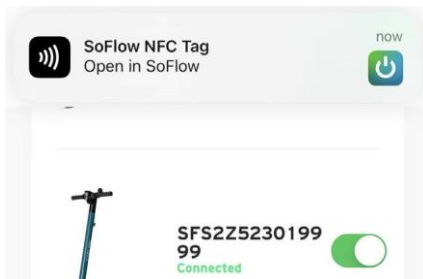 SoFlow NFC Tag
now
Open in SoFlow
SFS2Z5230199
99
Connected